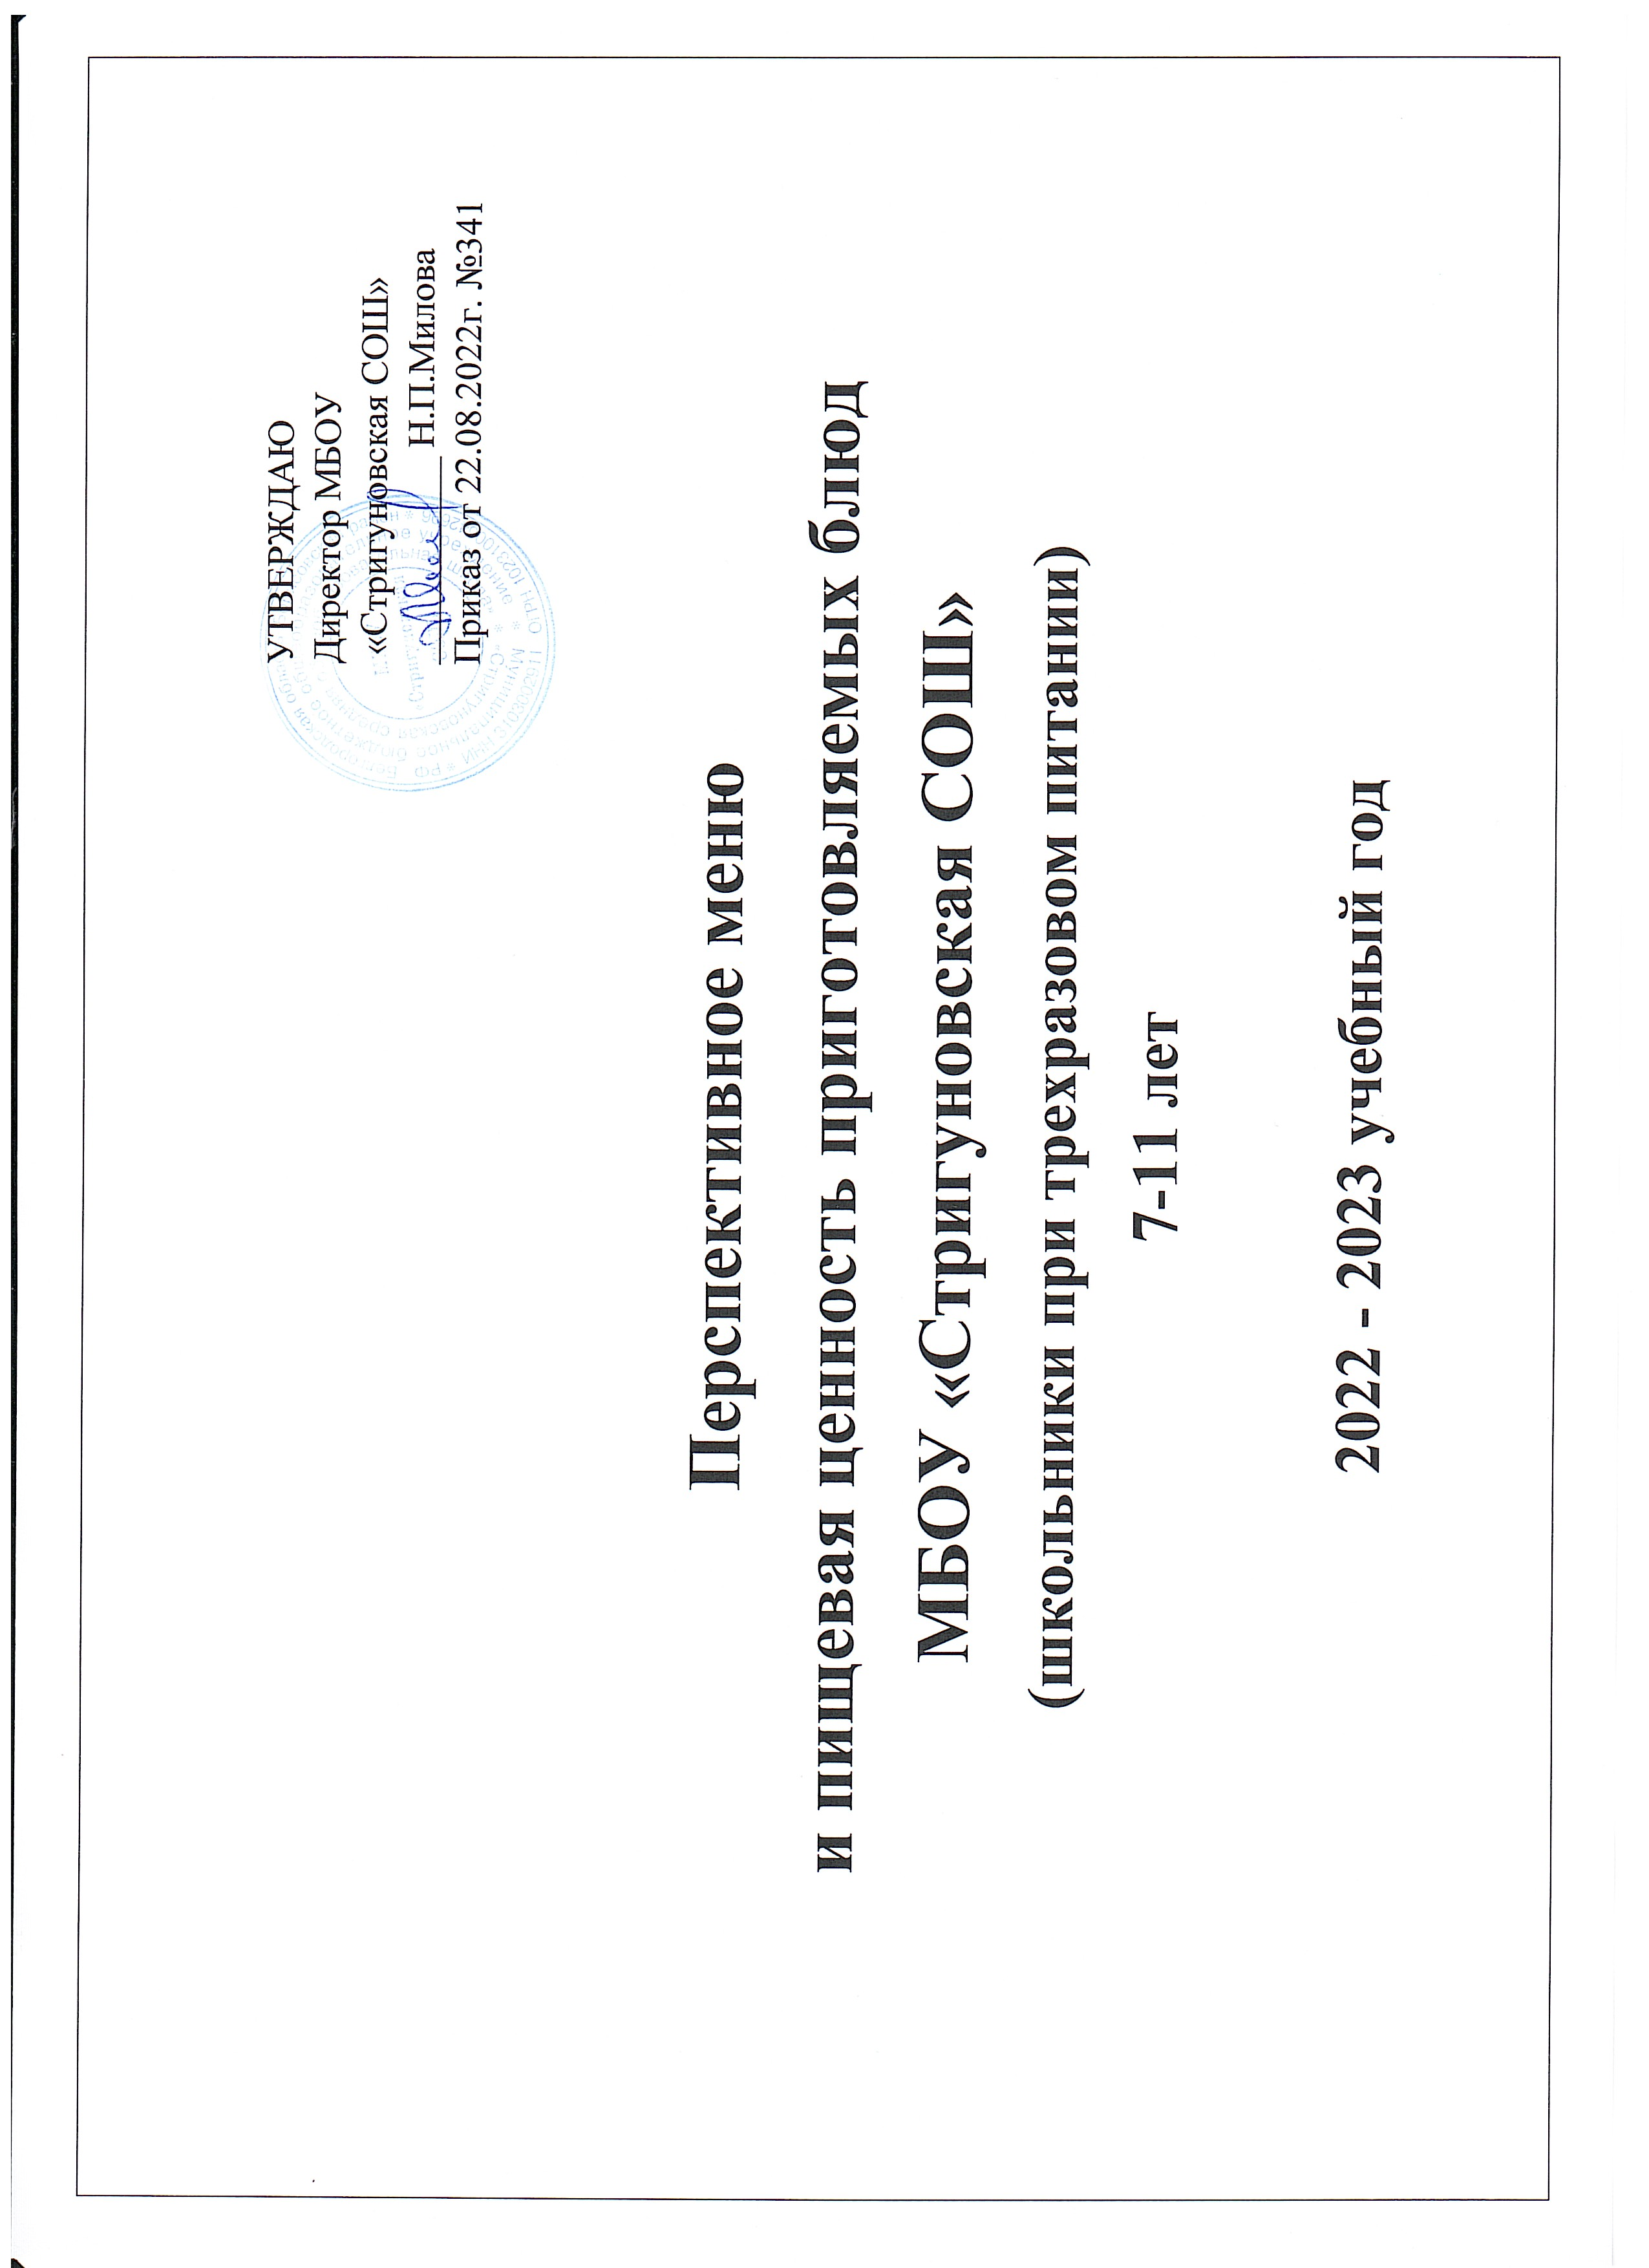 УТВЕРЖДАЮ
Директор МБОУ
«Стригуновская СОШ»
Н.П.Милова
Приказ от 22.08.2022г. №341
Перспективное меню
и пищевая ценность приготовляемых блюд
МБОУ «Стригуновская СОШ»
(школьники при трехразовом питании)
7-11 лет
2022 - 2023 учебный год